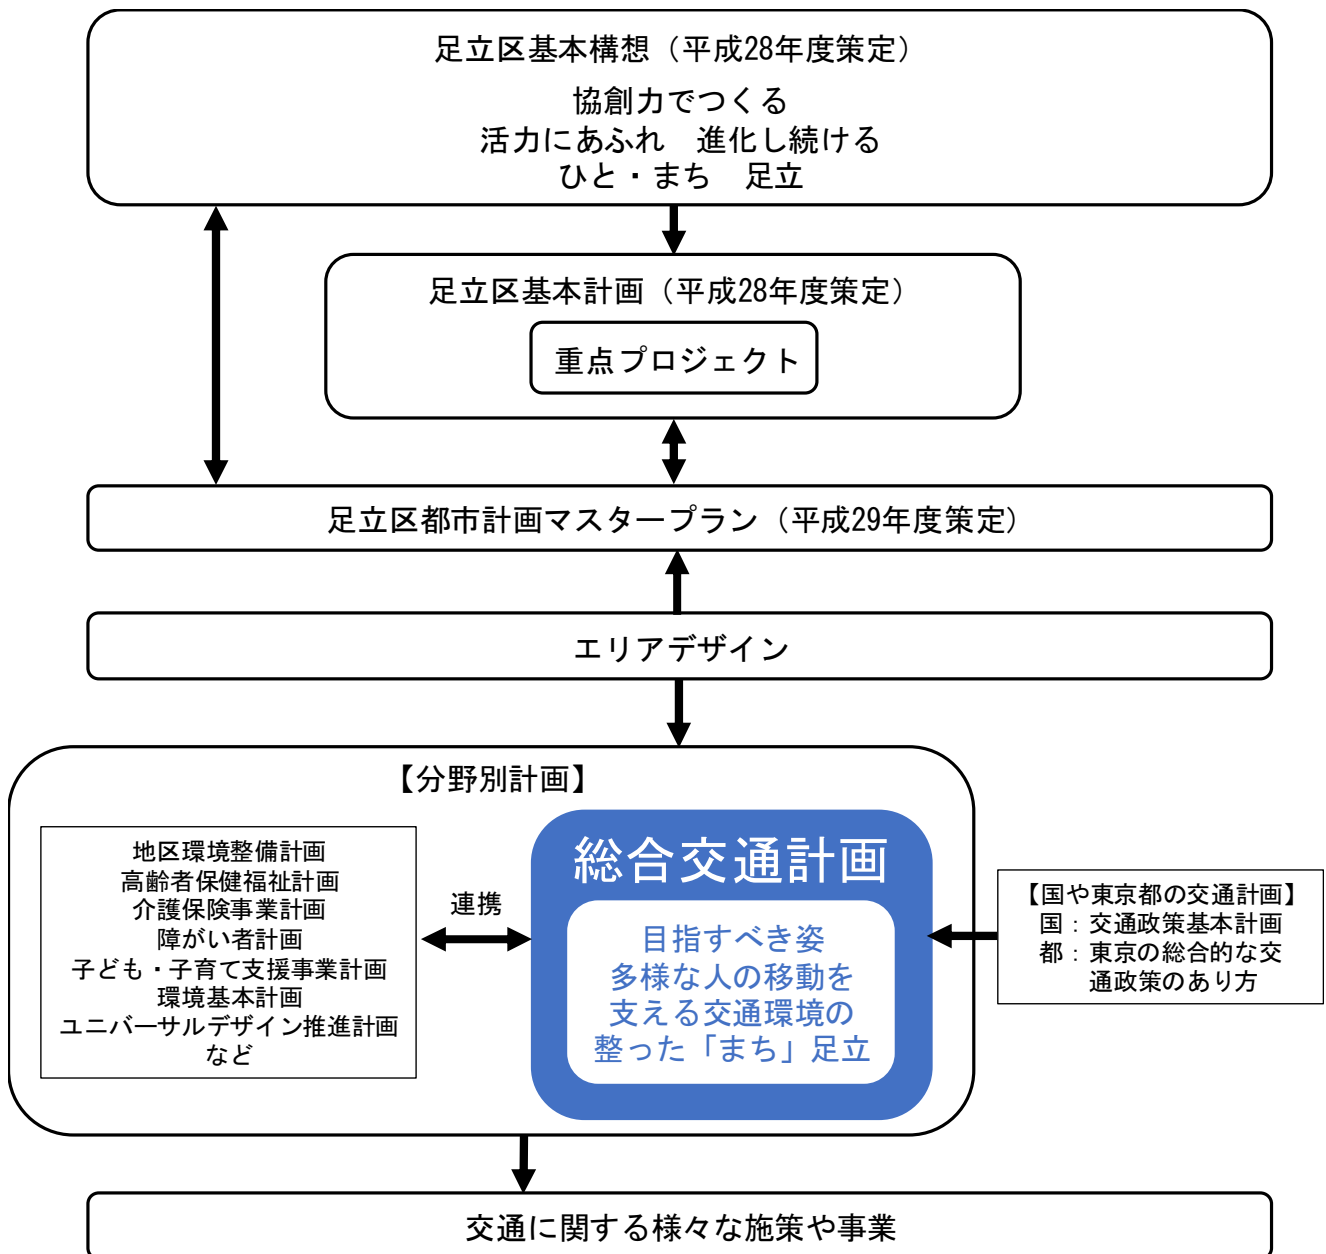 足立区基本構想（平成28年度策定）
協創力でつくる
活力にあふれ　進化し続ける
ひと・まち　足立
足立区基本計画（平成28年度策定）
重点プロジェクト
足立区都市計画マスタープラン（平成29年度策定）
エリアデザイン
【分野別計画】
地区環境整備計画
高齢者保健福祉計画
介護保険事業計画
障がい者計画
子ども・子育て支援事業計画
環境基本計画
ユニバーサルデザイン推進計画
など
連携
総合交通計画
目指すべき姿
多様な人の移動を
支える交通環境の
整った「まち」足立
【国や東京都の交通計画】
国：交通政策基本計画
都：東京の総合的な交
通政策のあり方
交通に関する様々な施策や事業